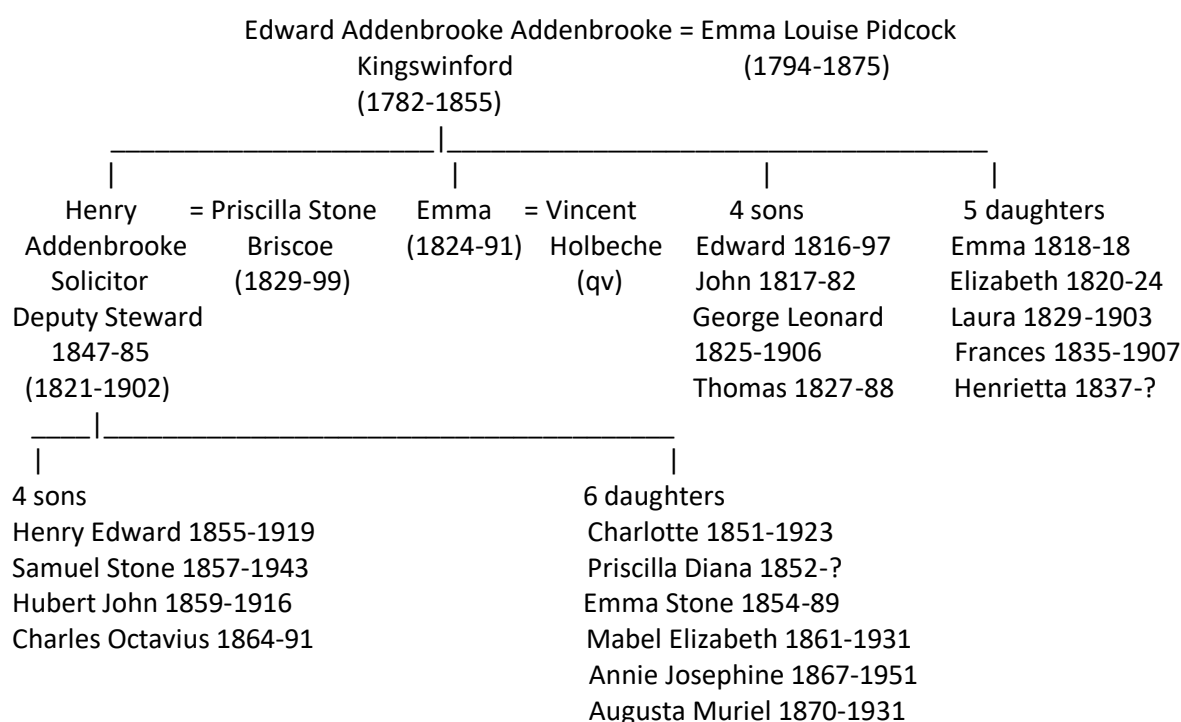 Edward Addenbrooke Addenbrooke = Emma Louise Pidcock
Kingswinford (1794-1875)
(1782-1855)
Henry = Priscilla Stone Emma = Vincent 4 sons 5 daughters
Addenbrooke Briscoe (1824-91) Holbeche Edward 1816-97 Emma 1818-18
Solicitor (1829-99) (qv) John 1817-82 Elizabeth 1820-24
Deputy Steward George Leonard Laura 1829-1903
1847-85 1825-1906 Frances 1835-1907
(1821-1902) Thomas 1827-88 Henrietta 1837-?
4 sons 6 daughters
Henry Edward 1855-1919 Charlotte 1851-1923
Samuel Stone 1857-1943 Priscilla Diana 1852-?
Hubert John 1859-1916 Emma Stone 1854-89
Charles Octavius 1864-91 Mabel Elizabeth 1861-1931
Annie Josephine 1867-1951
Augusta Muriel 1870-1931